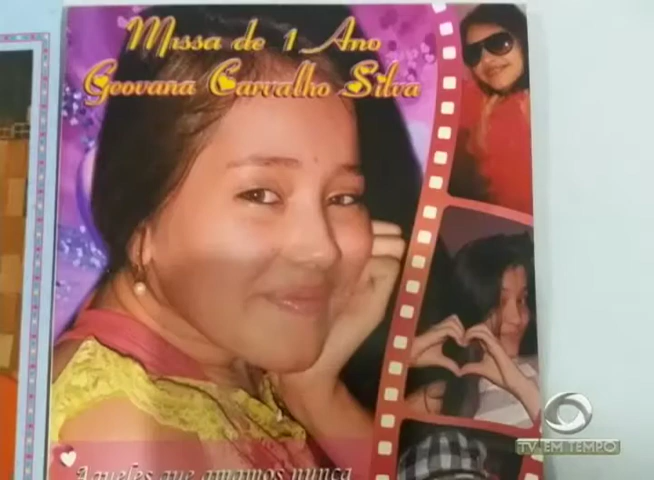 Missa de 1 Ano
Geovana Carvalho Silva
Aqueles que amamos nunca
TV EM TEMPO